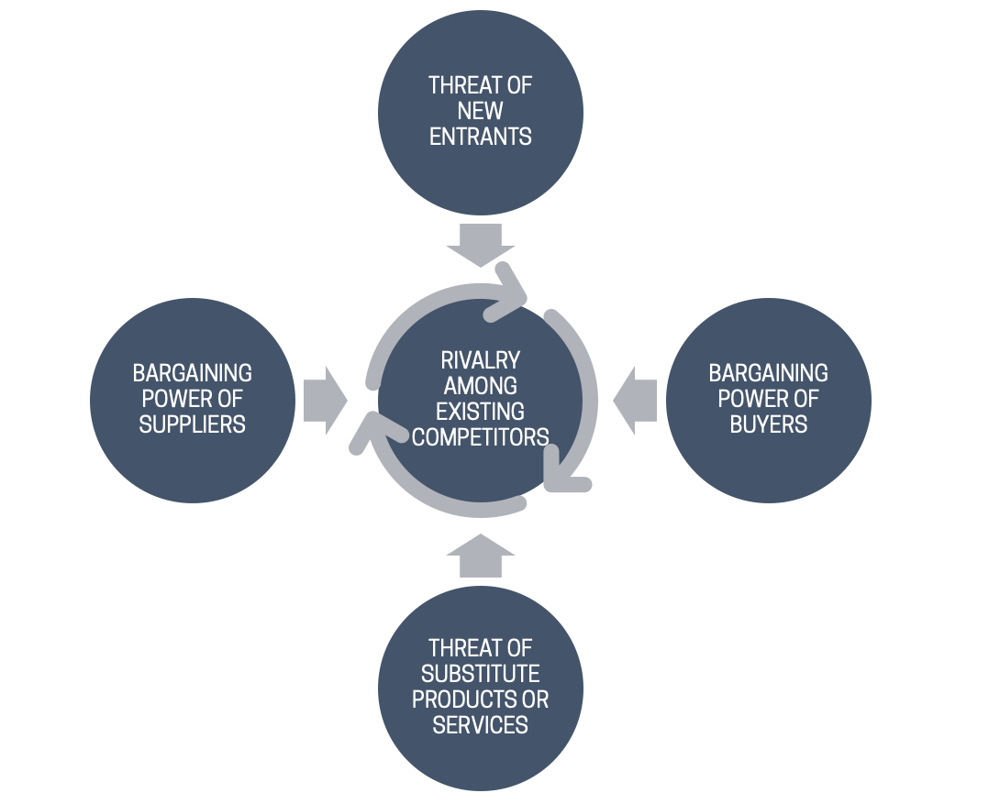 THREAT OF
NEW
ENTRANTS
BARGAINING
POWER OF
SUPPLIERS
RIVALRY
AMONG
EXISTING
COMPETITORS
BARGAINING
POWER OF
BUYERS
THREAT OF
SUBSTITUTE
PRODUCTS OR
SERVICES